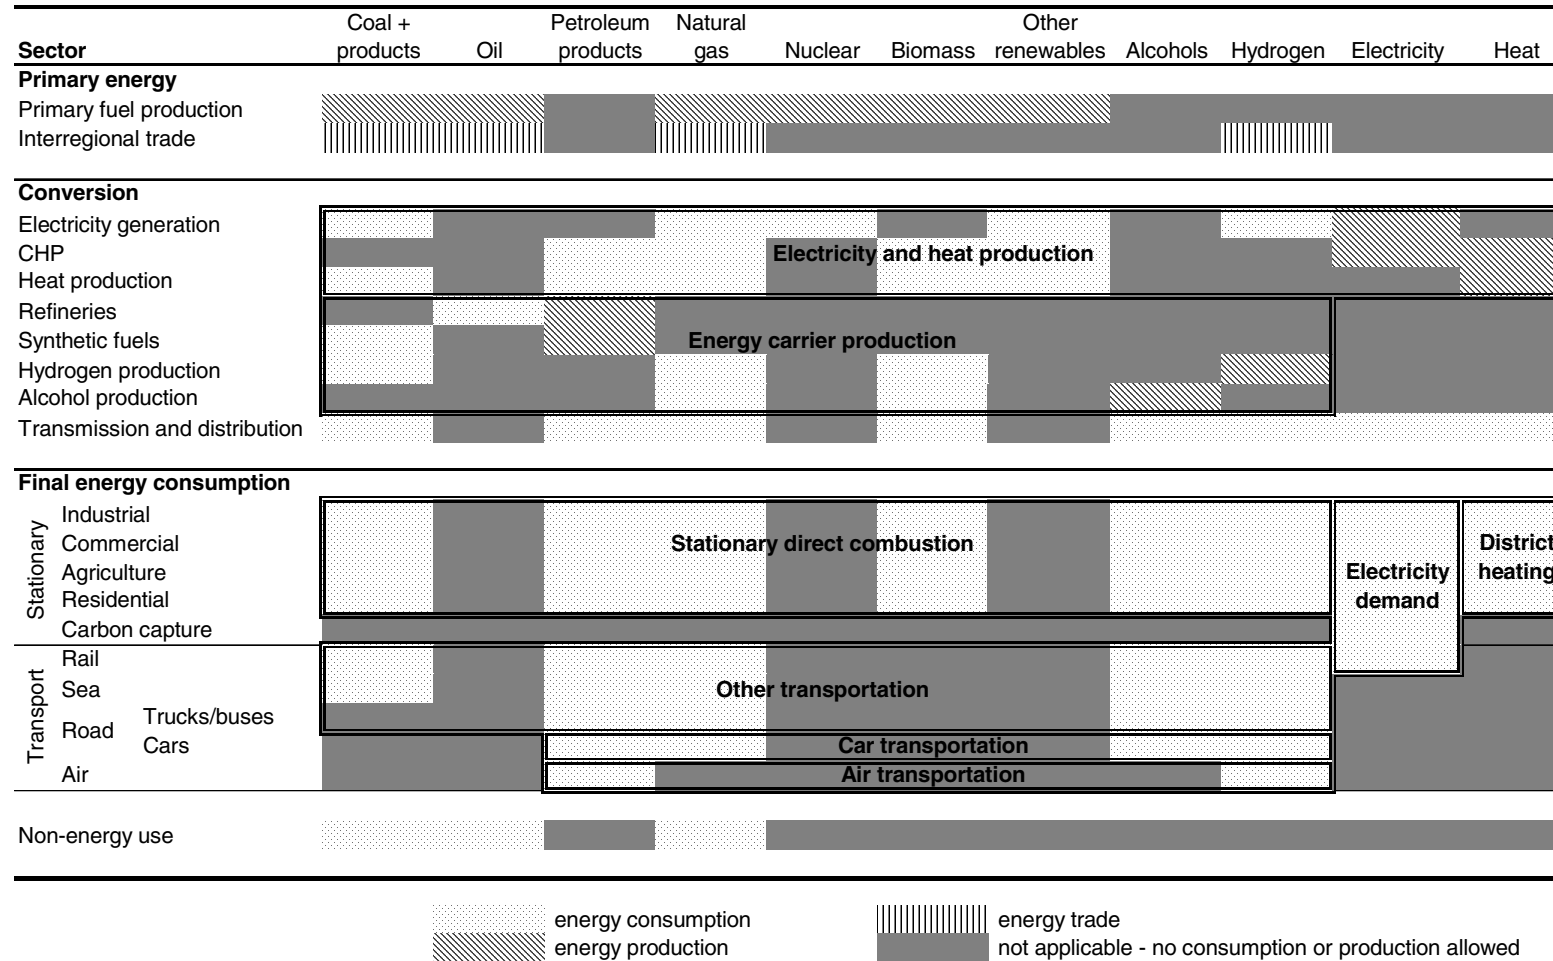 Coal + Petroleum Natural Other
Sector products Oil products gas Nuclear Biomass renewables Alcohols Hydrogen Electricity Heat
Primary energy
Primary fuel production
Interregional trade
Conversion
Electricity generation
CHP Electricity and heat production
Heat production
Refineries
Synthetic fuels Energy carrier production
Hydrogen production
Alcohol production
Transmission and distribution
Final energy consumption
Stationary
Industrial
Commercial Stationary direct combustion District
Agriculture Electricity heating
Residential demand
Carbon capture
Transport
Rail
Sea Other transportation
Road Trucks/buses
Cars Car transportation
Air Air transportation
Non-energy use
energy consumption energy trade
energy production not applicable - no consumption or production allowed